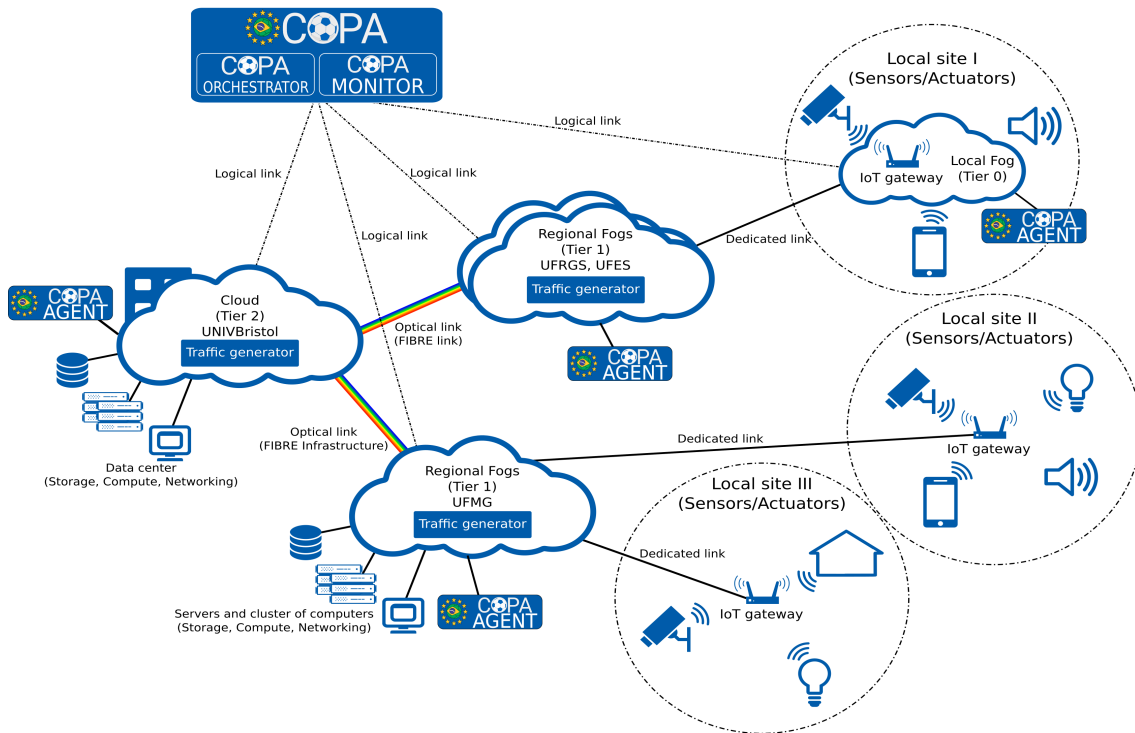 COPA
COPA
ORCHESTRATOR
COPA
MONITOR
Logical link
Logical link
Logical link
Logical link
Local site I
(Sensors/Actuators)
IoT gateway
Local Fog
(Tier 0)
COPA
AGENT
Dedicated link
Regional Fogs
(Tier 1)
UFRGS, UFES
Traffic generator
COPA
AGENT
COPA
AGENT
Cloud
(Tier 2)
UNIVBristol
Traffic generator
Optical link
(FIBRE link)
Optical link
(FIBRE Infrastructure)
Data center
(Storage, Compute, Networking)
Local site II
(Sensors/Actuators)
IoT gateway
Dedicated link
Regional Fogs
(Tier 1)
UFMG
Traffic generator
Servers and cluster of computers
(Storage, Compute, Networking)
COPA
AGENT
Dedicated link
Local site III
(Sensors/Actuators)
IoT gateway